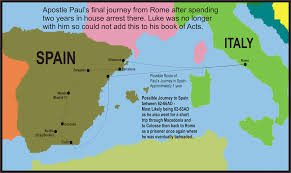 Apostle Paul's final journey from Rome after spending
two years in house arrest there. Luke was no longer
with him so could not add this to his book of Acts.
SPAIN
ITALY
Rome
Possible Route of
Paul's Journey to Spain
Approximately 1 year
Possible Journey to Spain
between 62-65AD
Most Likely being 62-63AD
as he also went for a short
trip through Macedonia and
to Colosse then back to Rome
as a prisoner once again where
he was eventually beheaded.